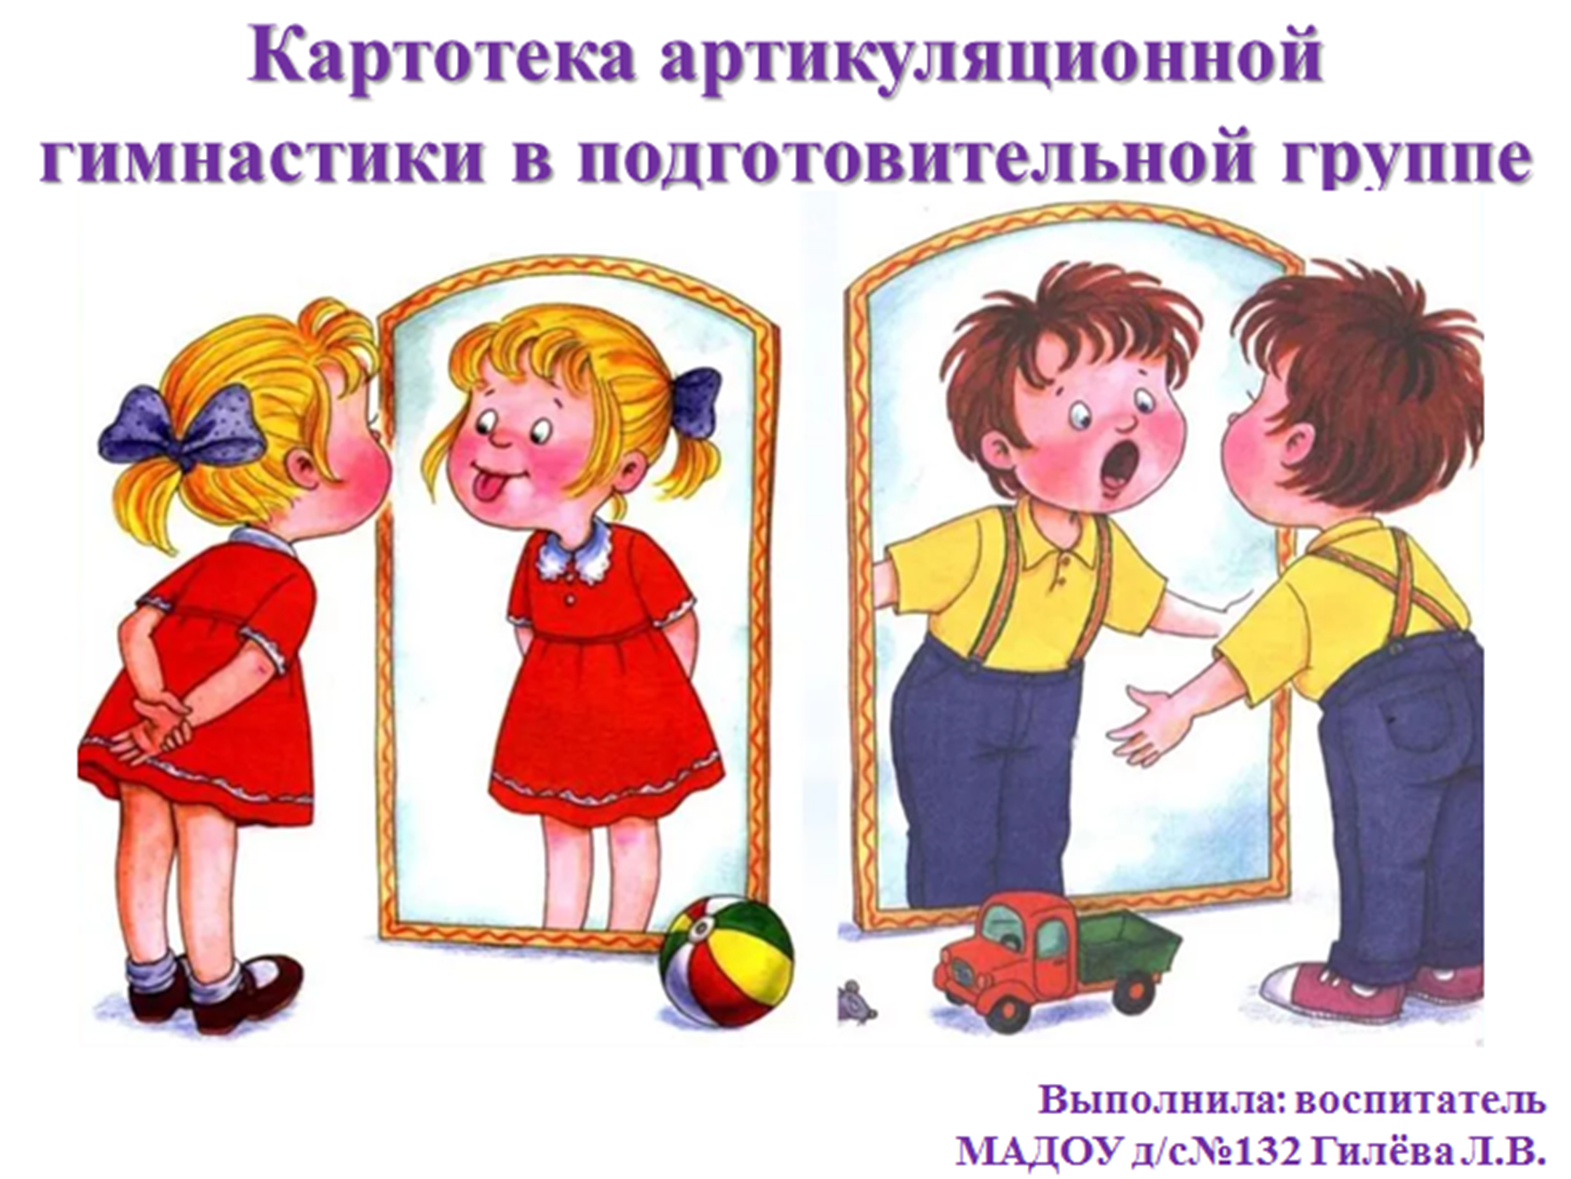 Картотека артикуляционной
гимнастики в подготовительной группе
Выполнила: воспитатель
МАДОУ д/с№132 Гилёва Л.В.